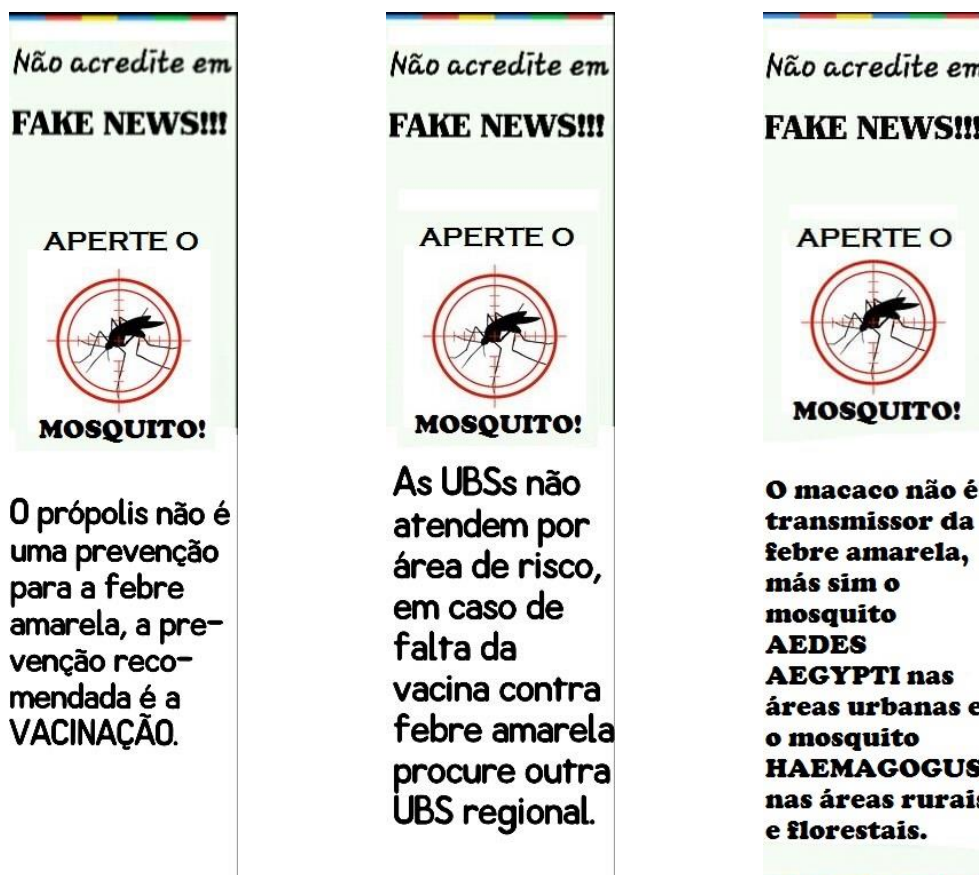 Não acredite em
FAKE NEWS!!!
APERTE O
MOSQUITO!
O própolis não é
uma prevenção
para a febre
amarela, a pre-
venção reco-
mendada é a
VACINAÇÃO.
Não acredite em
FAKE NEWS!!!
APERTE O
MOSQUITO!
As UBSs não
atendem por
área de risco,
em caso de
falta da
vacina contra
febre amarela
procure outra
UBS regional.
Não acredite em
FAKE NEWS!!!
APERTE O
MOSQUITO!
O macaco não é
transmissor da
febre amarela,
más sim o
mosquito
AEDES
AEGYPTI nas
áreas urbanas e
o mosquito
HAEMAGOGUS
nas áreas rurais
e florestais.